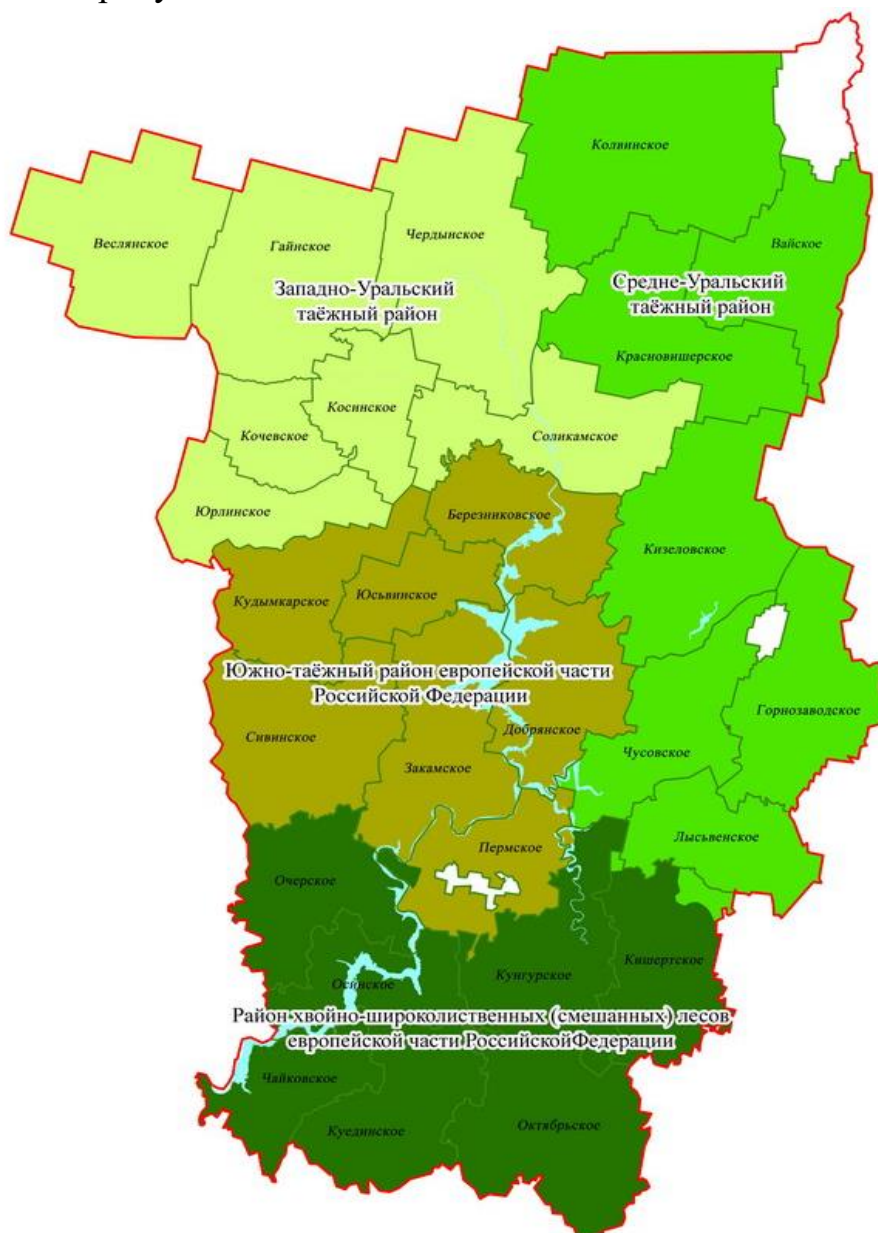 Колвинское
Веслянское
Гайнское
Чердынское
Вайское
Западно-Уральский
таёжный район
Средне-Уральский
таёжный район
Красновишерское
Косинское
Кочевское
Соликамское
Юрлинское
Березниковское
Кизеловское
Кудымкарское
Юсьвинское
Южно-таёжный район европейской части
Российской Федерации
Горнозаводское
Сивинское
Добрянское
Закамское
Чусовское
Лысьвенское
Пермское
Очерское
Кишертское
Кунгурское
Осинское
Район хвойно-широколиственных (смешанных) лесов
европейской части РоссийскойФедерации
Чайковское
Куединское
Октябрьское